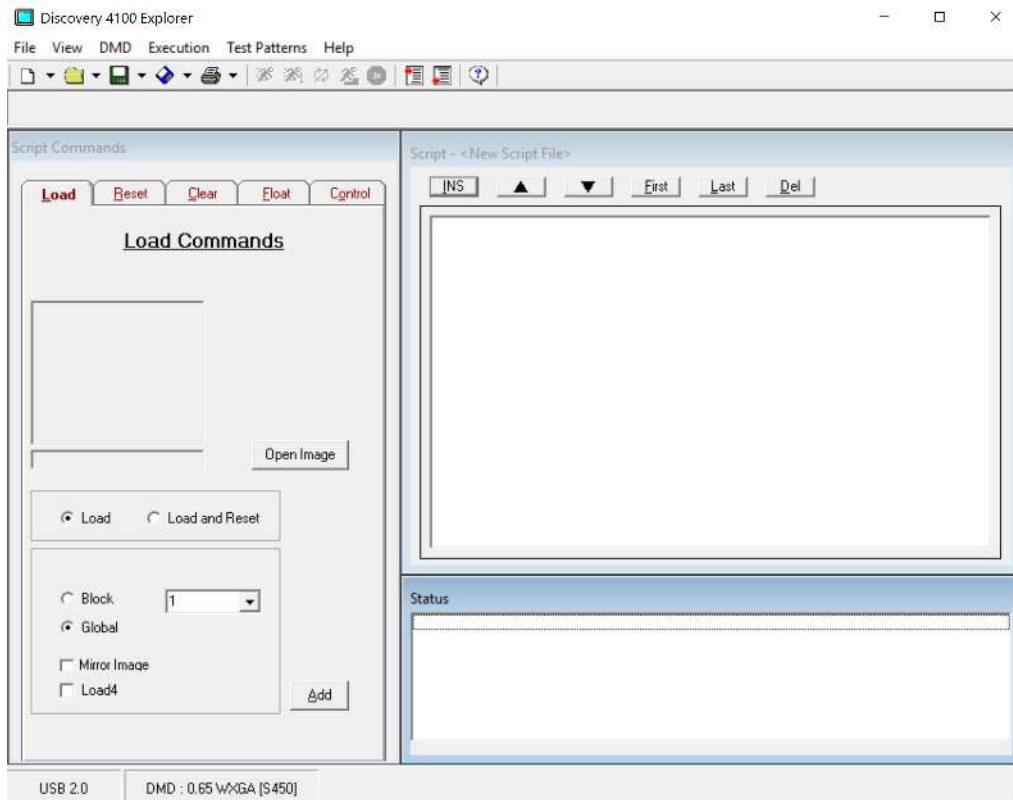 Discovery 4100 Explorer
File View DMD Execution Test Patterns Help
Script Commands
Load Reset Clear Float Control
Load Commands
Open Image
Load Load and Reset
Block 1
Global
Mirror Image
Load4
Add
Script - <New Script File>
INS First Last Del
Status
USB 2.0 DMD : 0.65 WXGA [S450]